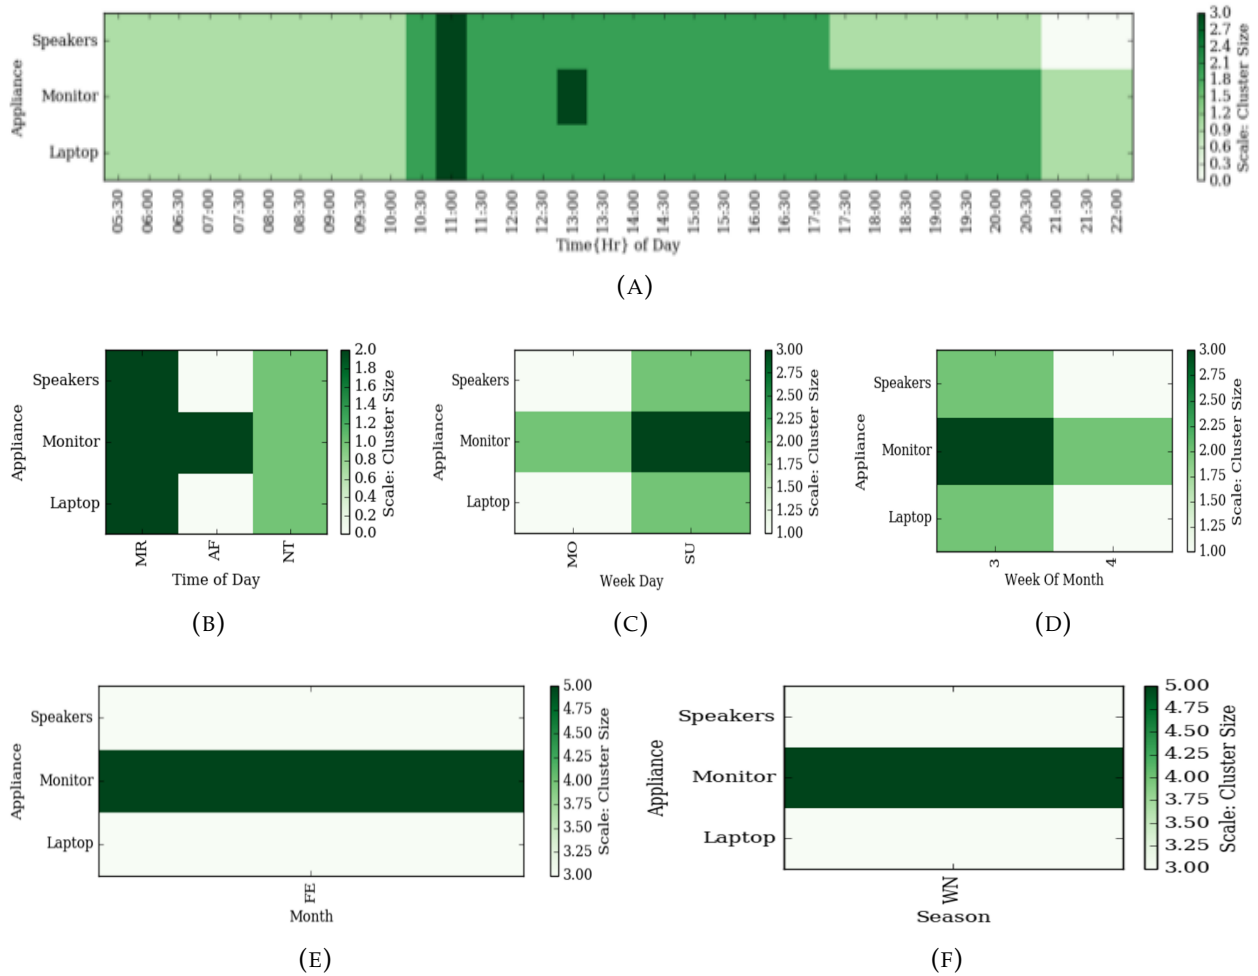 Appliance
Speakers
Monitor
Laptop
05:30 06:00 06:30 07:00 07:30 08:00 08:30 09:00 09:30 10:00 10:30 11:00 11:30 12:00 12:30 13:00 13:30 14:00 14:30 15:00 15:30 16:00 16:30 17:00 17:30 18:00 18:30 19:00 19:30 20:00 20:30 21:00 21:30 22:00
Time{Hr} of Day
3.0
2.7
2.4
2.1
1.8
1.5
1.2
0.9
0.6
0.3
0.0
Scale: Cluster Size
(A)
Appliance
Speakers
Monitor
Laptop
MR AF NT
Time of Day
2.0
1.8
1.6
1.4
1.2
1.0
0.8
0.6
0.4
0.2
0.0
Scale: Cluster Size
(B)
Appliance
Speakers
Monitor
Laptop
MO SU
Week Day
3.00
2.75
2.50
2.25
2.00
1.75
1.50
1.25
1.00
Scale: Cluster Size
(C)
Appliance
Speakers
Monitor
Laptop
3 4
Week Of Month
3.00
2.75
2.50
2.25
2.00
1.75
1.50
1.25
1.00
Scale: Cluster Size
(D)
Appliance
Speakers
Monitor
Laptop
FE
Month
5.00
4.75
4.50
4.25
4.00
3.75
3.50
3.25
3.00
Scale: Cluster Size
(E)
Appliance
Speakers
Monitor
Laptop
WN
Season
5.00
4.75
4.50
4.25
4.00
3.75
3.50
3.25
3.00
Scale: Cluster Size
(F)